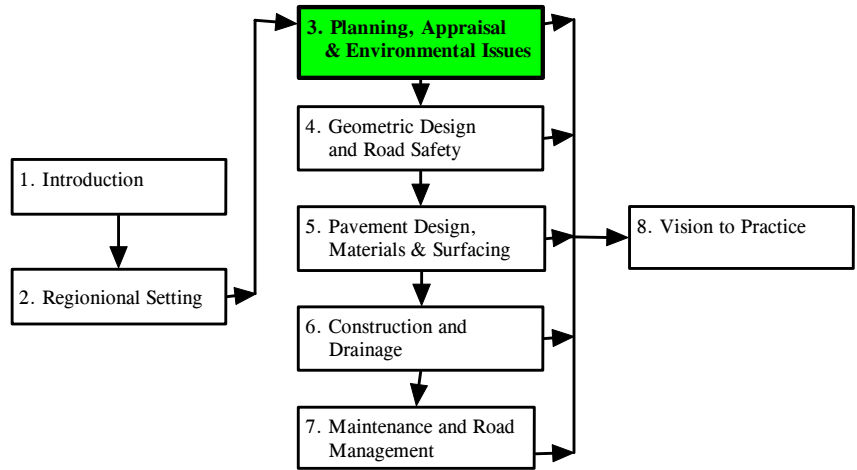 1. Introduction
2. Regionional Setting
3. Planning, Appraisal
& Environmental Issues
4. Geometric Design
and Road Safety
5. Pavement Design,
Materials & Surfacing
6. Construction and
Drainage
7. Maintenance and Road
Management
8. Vision to Practice